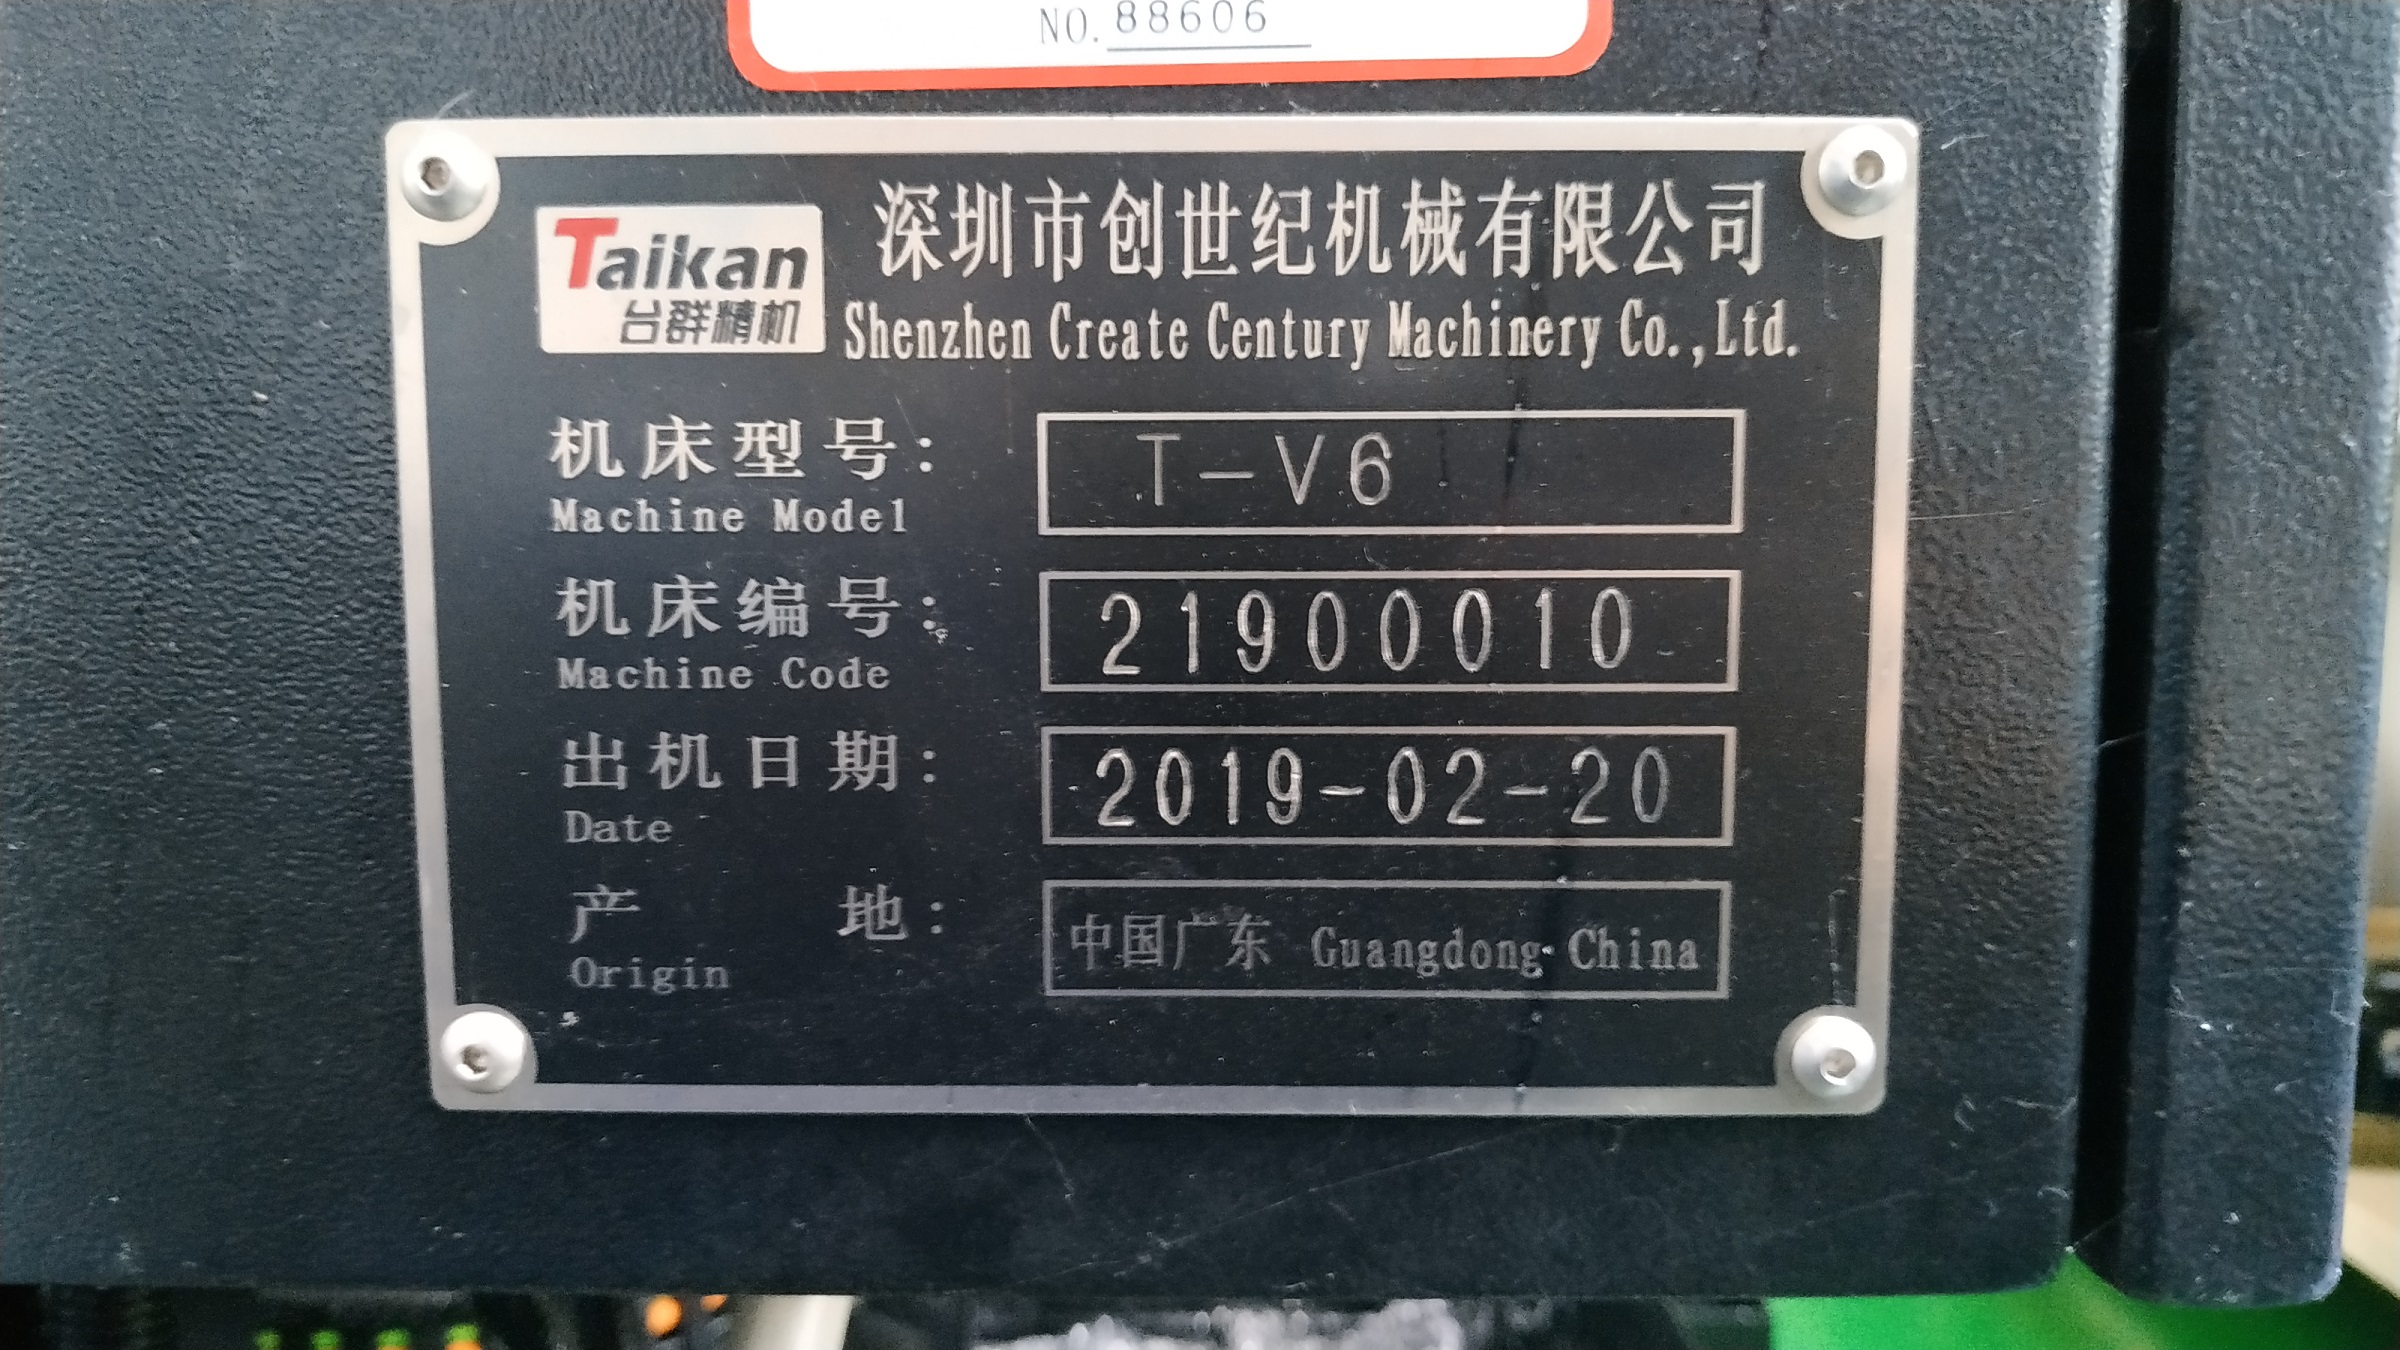 NO. 88606
Taikan
台群精机
深圳市创世纪机械有限公司
Shenzhen Create Century Machinery Co.,Ltd.
机床型号: T-V6
Machine Model
机床编号: 21900010
Machine Code
出机日期: 2019-02-20
Date
产地: 中国广东 Guangdong China
Origin